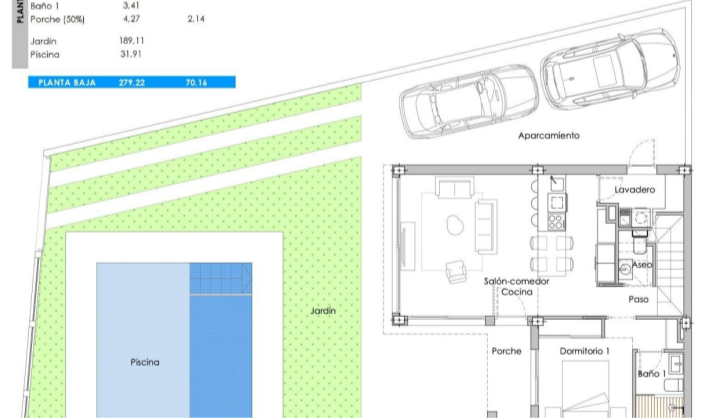 PLANT
Baño 1 3,41
Porche (50%) 4,27 2,14
Jardín 189,11
Piscina 31,91
PLANTA BAJA 279,22 70,16
Aparcamiento
Lavadero
Aseo
Salón-comedor
Cocina
Paso
Jardín
Porche
Dormitorio 1
Piscina
Baño 1